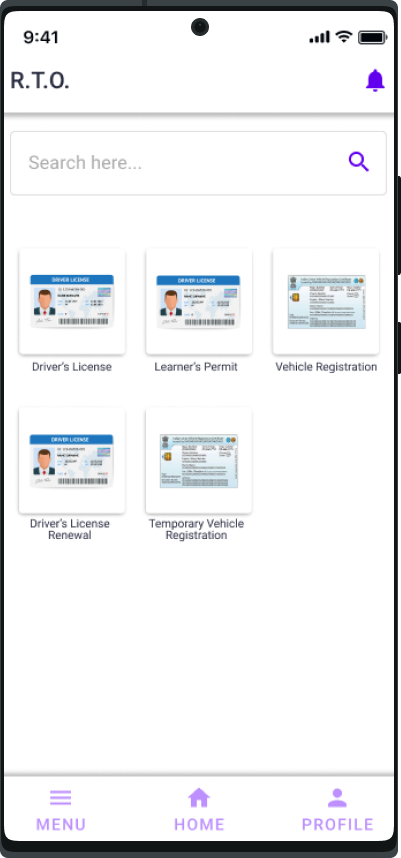 9:41
R.T.O.
Search here...
DRIVER LICENSE
DRIVER LICENSE
Driver's License
Learner's Permit
Vehicle Registration
DRIVER LICENSE
Driver's License
Renewal
Temporary Vehicle
Registration
MENU
HOME
PROFILE